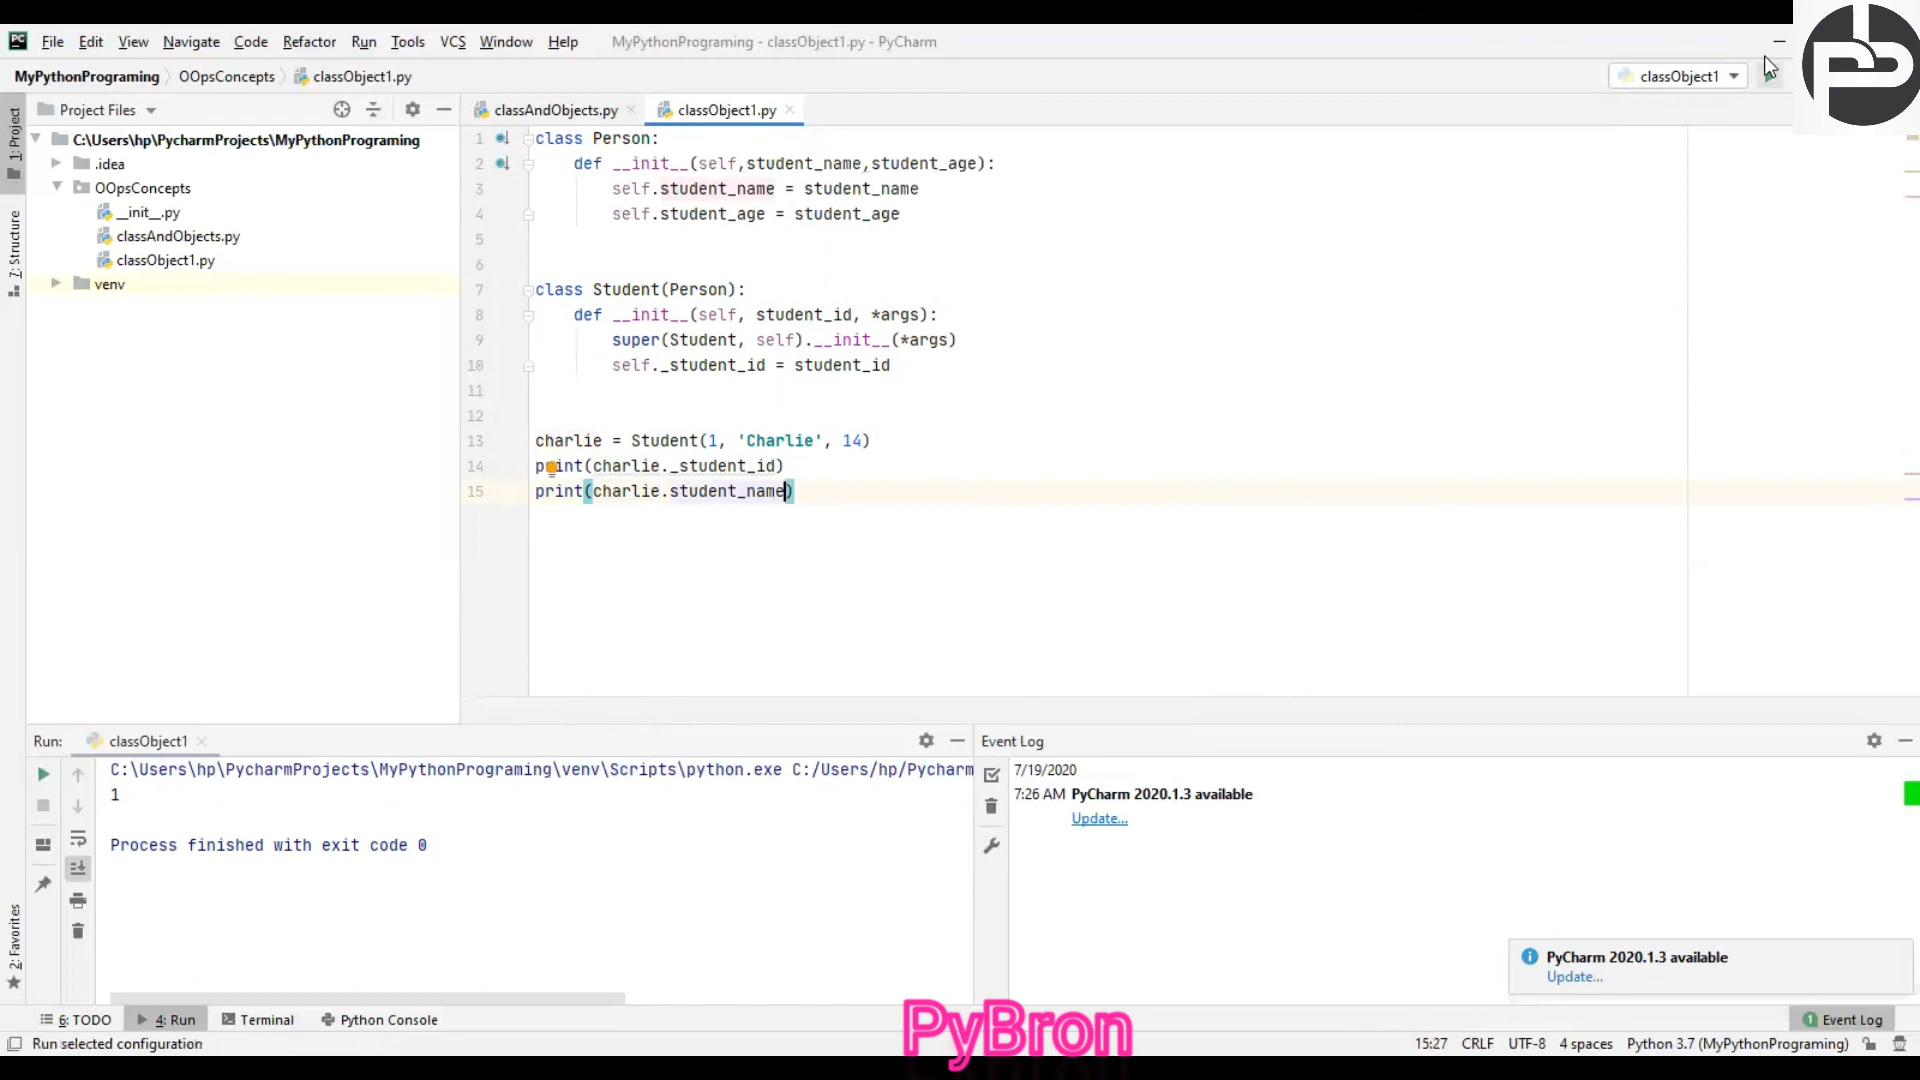 PC File Edit View Navigate Code Refactor Run Tools VCS Window Help MyPythonPrograming - classObject1.py - PyCharm
MyPythonPrograming OOpsConcepts classObject1.py classObject1
Project Files classAndObjects.py classObject1.py
1: Project
7: Structure
2: Favorites
C:\Users\hp\PycharmProjects\MyPythonPrograming
.idea
OOpsConcepts
__init__.py
classAndObjects.py
classObject1.py
venv
1 class Person:
2 def __init__(self,student_name,student_age):
3 self.student_name = student_name
4 self.student_age = student_age
5
6
7 class Student(Person):
8 def __init__(self, student_id, *args):
9 super(Student, self).__init__(*args)
10 self._student_id = student_id
11
12
13 charlie = Student(1, 'Charlie', 14)
14 print(charlie._student_id)
15 print(charlie.student_name)
Run: classObject1
C:\Users\hp\PycharmProjects\MyPythonPrograming\venv\Scripts\python.exe C:/Users/hp/Pycharm
1
Process finished with exit code 0
Event Log
7/19/2020
7:26 AM PyCharm 2020.1.3 available
Update...
PyCharm 2020.1.3 available
Update...
6: TODO 4: Run Terminal Python Console 1 Event Log
PyBron
Run selected configuration 15:27 CRLF UTF-8 4 spaces Python 3.7 (MyPythonPrograming)